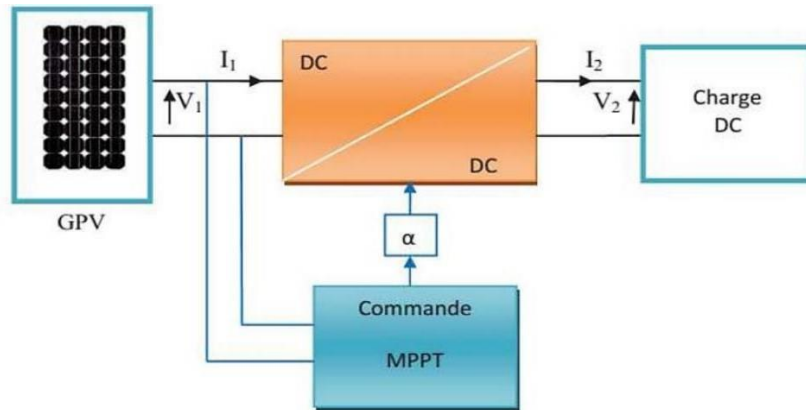 I₁
DC
I₂
V₁
V₂
Charge
DC
DC
GPV
α
Commande
MPPT